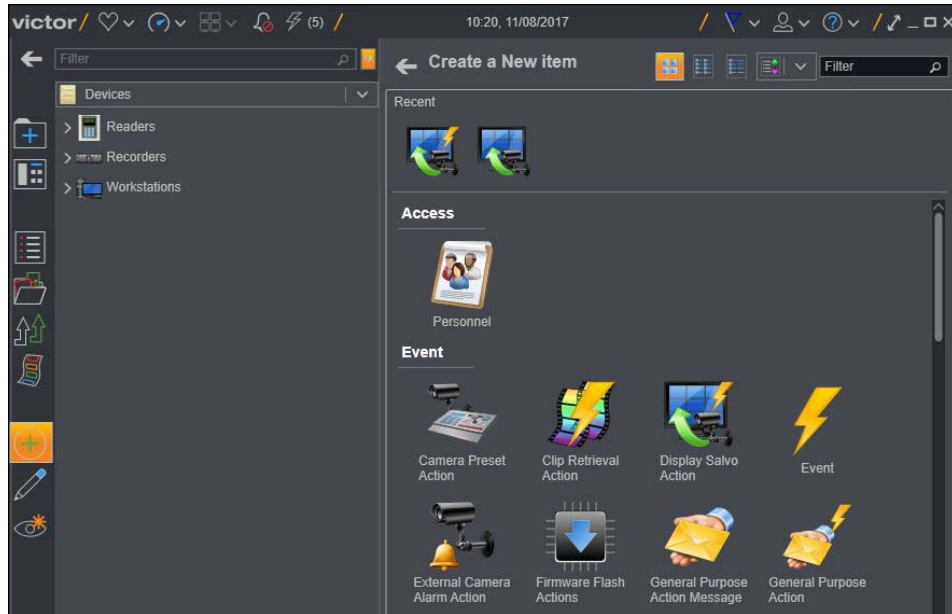 victor/
(5)
10:20, 11/08/2017
Filter
Devices
Readers
Recorders
Workstations
Create a New item
Filter
Recent
Access
Personnel
Event
Camera Preset
Action
Clip Retrieval
Action
Display Salvo
Action
Event
External Camera
Alarm Action
Firmware Flash
Actions
General Purpose
Action Message
General Purpose
Action